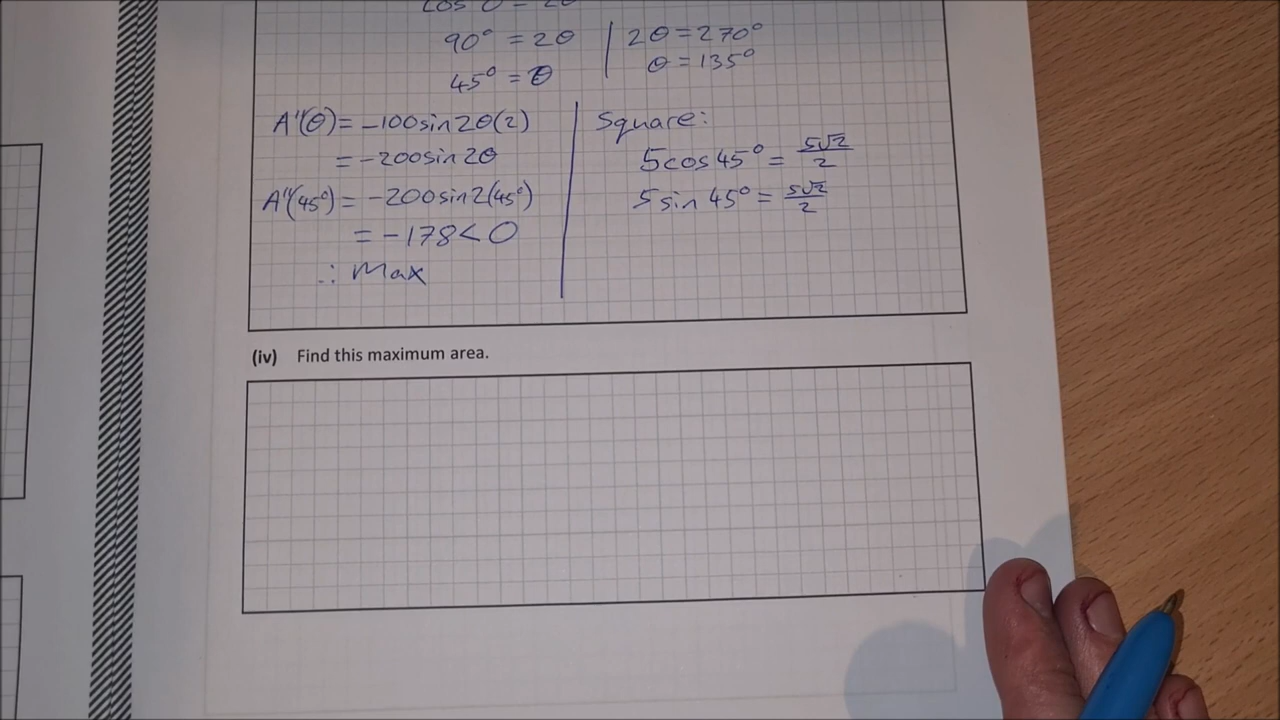 90° = 2θ
45° = θ
2θ = 270°
θ = 135°
A''(θ) = -100sin2θ(2)
= -200sin2θ
A''(45°) = -200sin2(45°)
= -178 < 0
∴ Max
Square:
5cos45° = 5√2/2
5sin45° = 5√2/2
(iv) Find this maximum area.